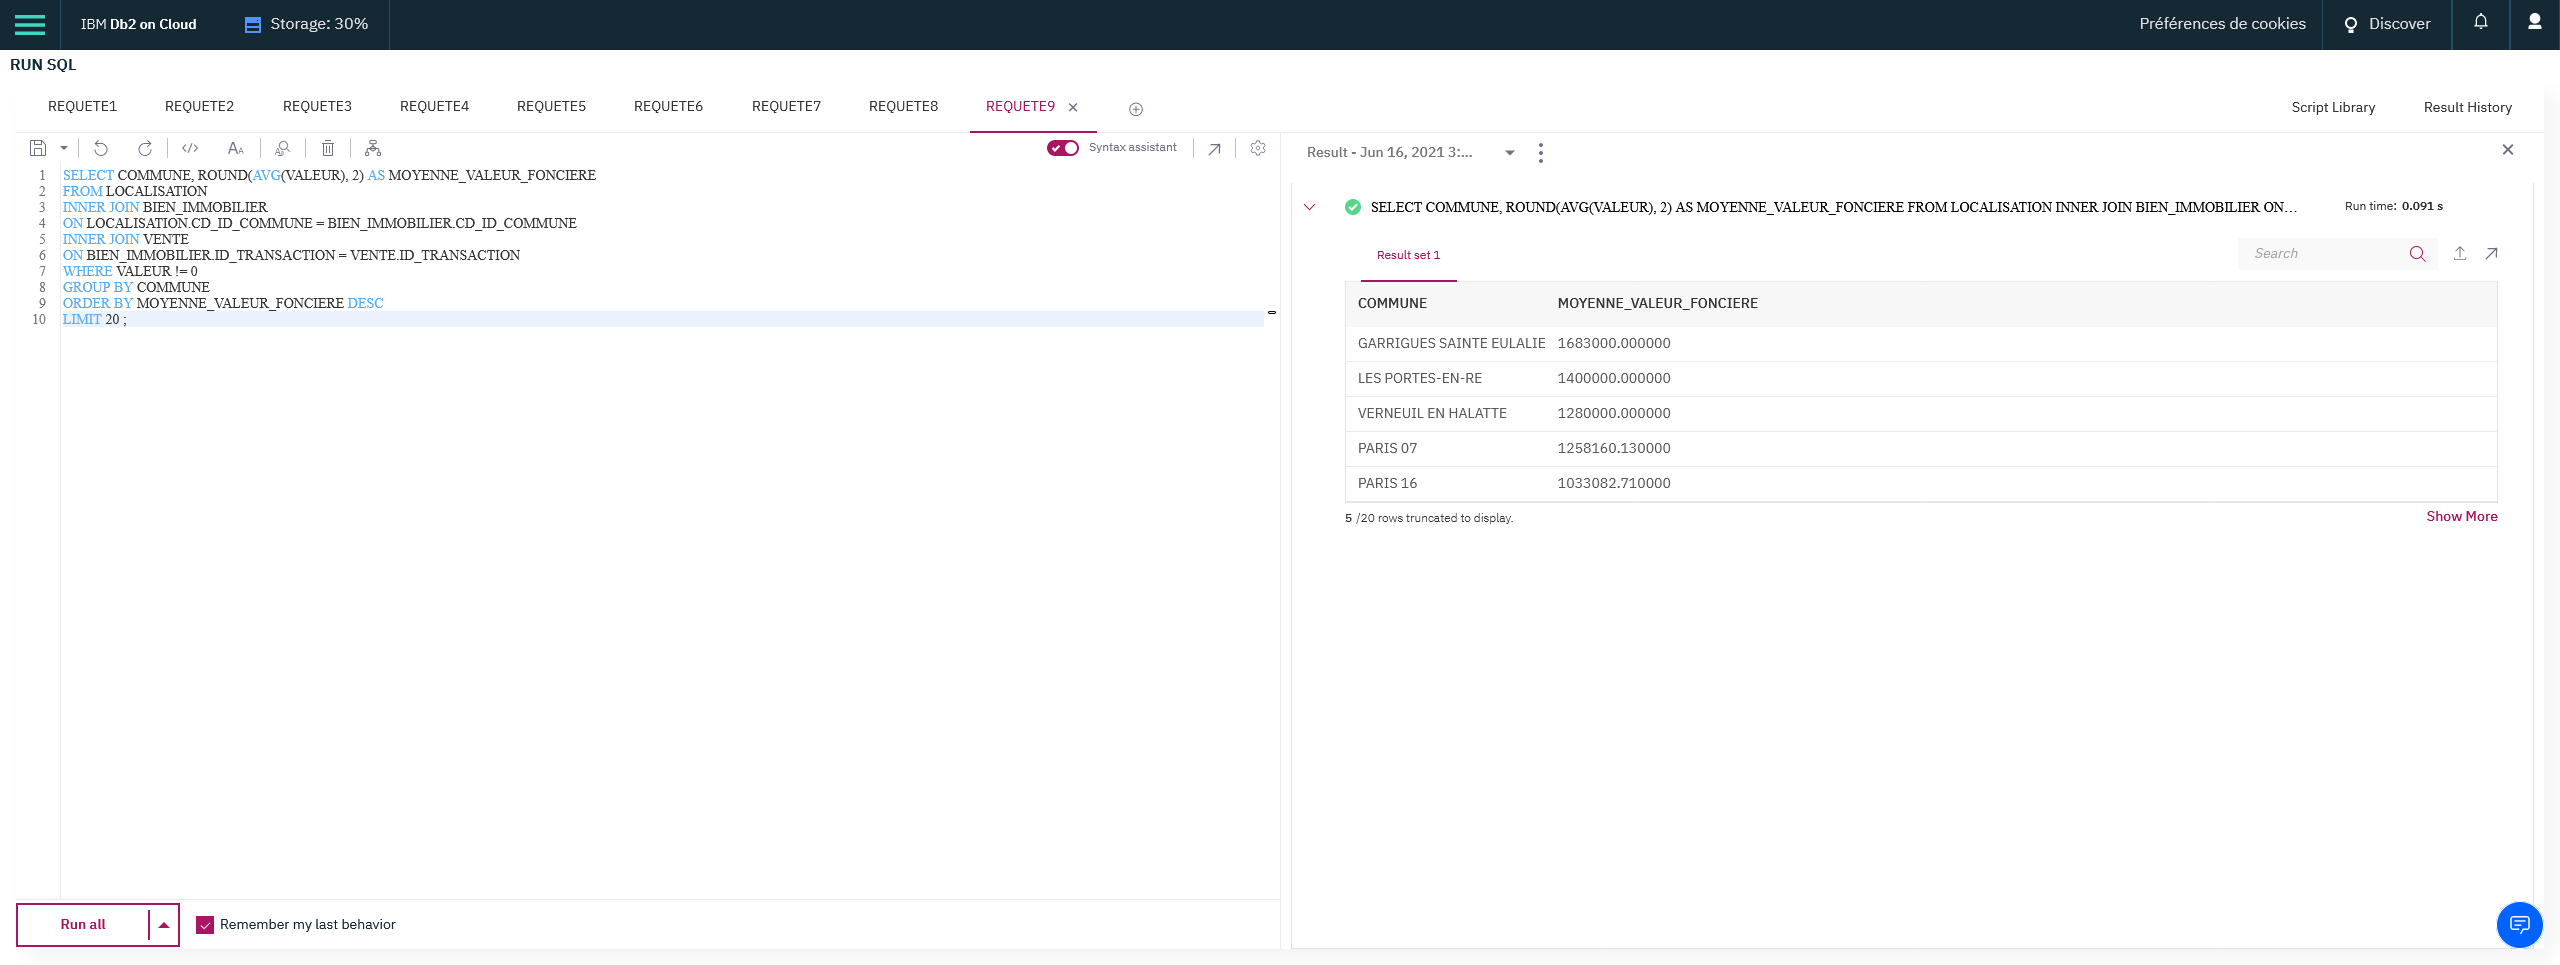 IBM Db2 on Cloud
Storage: 30%
Préférences de cookies
Discover
RUN SQL
REQUETE1
REQUETE2
REQUETE3
REQUETE4
REQUETE5
REQUETE6
REQUETE7
REQUETE8
REQUETE9
Script Library
Result History
Syntax assistant
1 SELECT COMMUNE, ROUND(AVG(VALEUR), 2) AS MOYENNE_VALEUR_FONCIERE
2 FROM LOCALISATION
3 INNER JOIN BIEN_IMMOBILIER
4 ON LOCALISATION.CD_ID_COMMUNE = BIEN_IMMOBILIER.CD_ID_COMMUNE
5 INNER JOIN VENTE
6 ON BIEN_IMMOBILIER.ID_TRANSACTION = VENTE.ID_TRANSACTION
7 WHERE VALEUR != 0
8 GROUP BY COMMUNE
9 ORDER BY MOYENNE_VALEUR_FONCIERE DESC
10 LIMIT 20 ;
Run all
Remember my last behavior
Result - Jun 16, 2021 3:...
SELECT COMMUNE, ROUND(AVG(VALEUR), 2) AS MOYENNE_VALEUR_FONCIERE FROM LOCALISATION INNER JOIN BIEN_IMMOBILIER ON...
Run time: 0.091 s
Result set 1
Search
COMMUNE MOYENNE_VALEUR_FONCIERE
GARRIGUES SAINTE EULALIE 1683000.000000
LES PORTES-EN-RE 1400000.000000
VERNEUIL EN HALATTE 1280000.000000
PARIS 07 1258160.130000
PARIS 16 1033082.710000
5 /20 rows truncated to display.
Show More